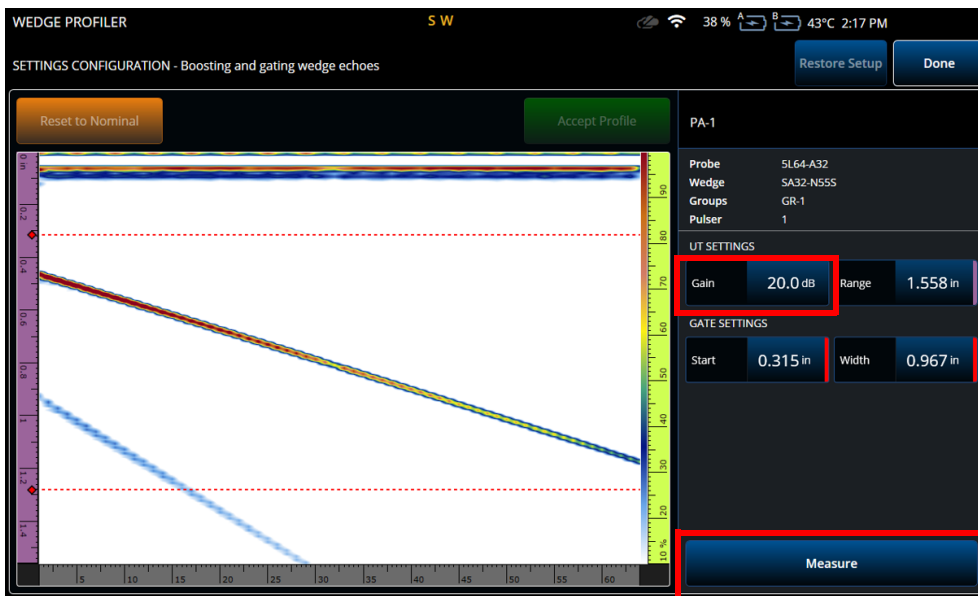 WEDGE PROFILER
S W
38 % A B 43°C 2:17 PM
SETTINGS CONFIGURATION - Boosting and gating wedge echoes
Restore Setup
Done
Reset to Nominal
Accept Profile
PA-1
Probe 5L64-A32
Wedge SA32-N55S
Groups GR-1
Pulser 1
UT SETTINGS
Gain 20.0 dB Range 1.558 in
GATE SETTINGS
Start 0.315 in Width 0.967 in
Measure
0 in
0.2
0.4
0.6
0.8
1
1.2
1.4
90
80
70
60
50
40
30
20
10 %
5 10 15 20 25 30 35 40 45 50 55 60